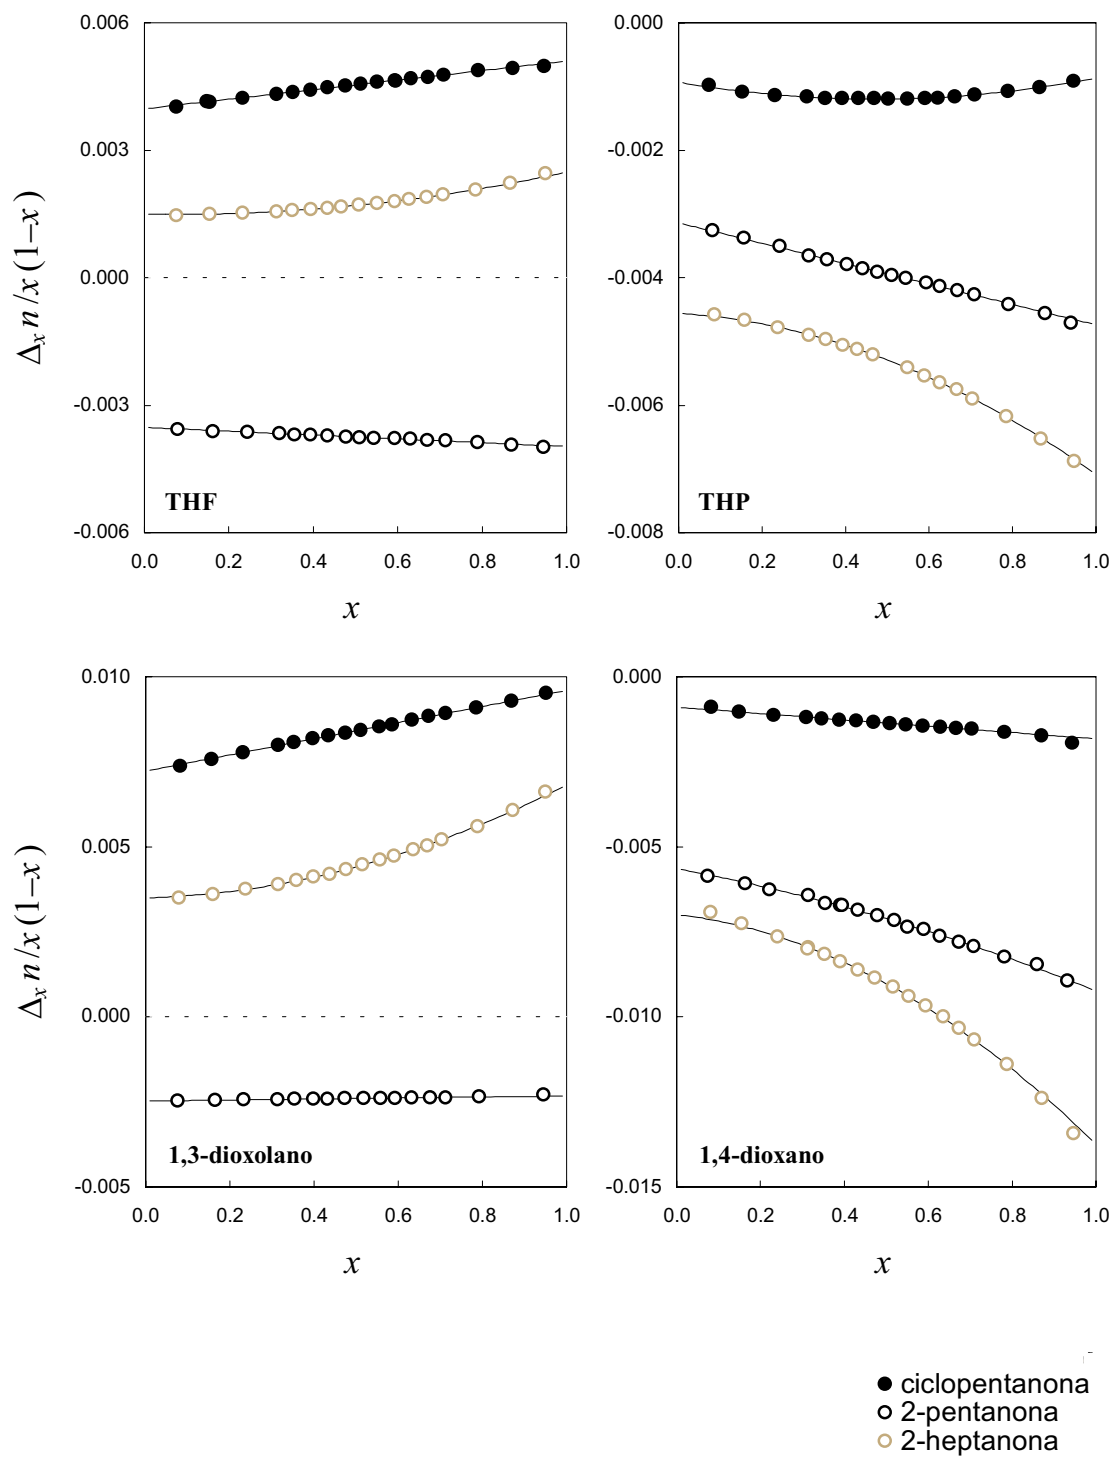 0.006
0.003
0.000
-0.003
-0.006
THF
0.0 0.2 0.4 0.6 0.8 1.0
x
Δx n/x (1–x)
0.000
-0.002
-0.004
-0.006
-0.008
THP
0.0 0.2 0.4 0.6 0.8 1.0
x
0.010
0.005
0.000
-0.005
1,3-dioxolano
0.0 0.2 0.4 0.6 0.8 1.0
x
Δx n/x (1–x)
0.000
-0.005
-0.010
-0.015
1,4-dioxano
0.0 0.2 0.4 0.6 0.8 1.0
x
ciclopentanona
2-pentanona
2-heptanona